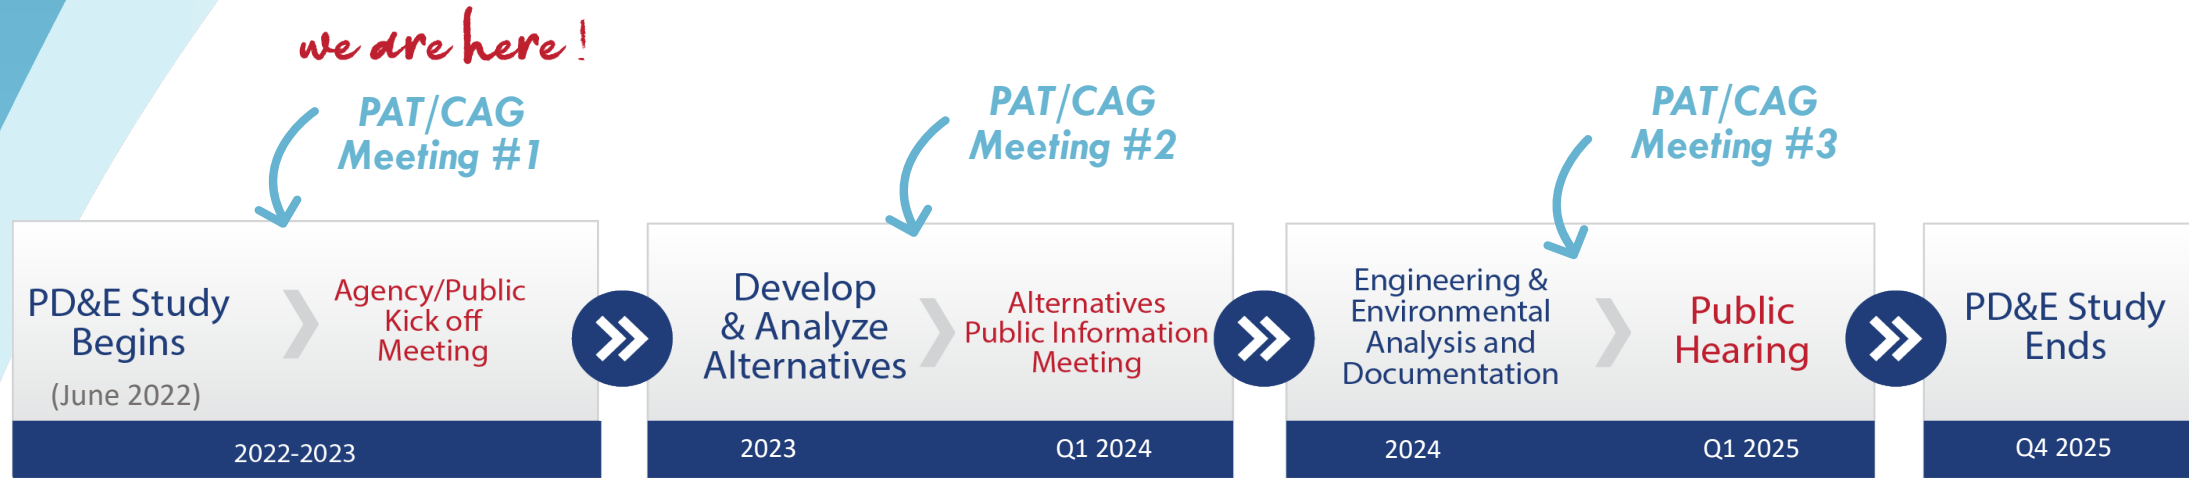 we are here!
PAT/CAG
Meeting #1
PAT/CAG
Meeting #2
PAT/CAG
Meeting #3
PD&E Study
Begins
(June 2022)
Agency/Public
Kick off
Meeting
2022-2023
Develop
& Analyze
Alternatives
Alternatives
Public Information
Meeting
2023
Q1 2024
Engineering &
Environmental
Analysis and
Documentation
Public
Hearing
2024
Q1 2025
PD&E Study
Ends
Q4 2025